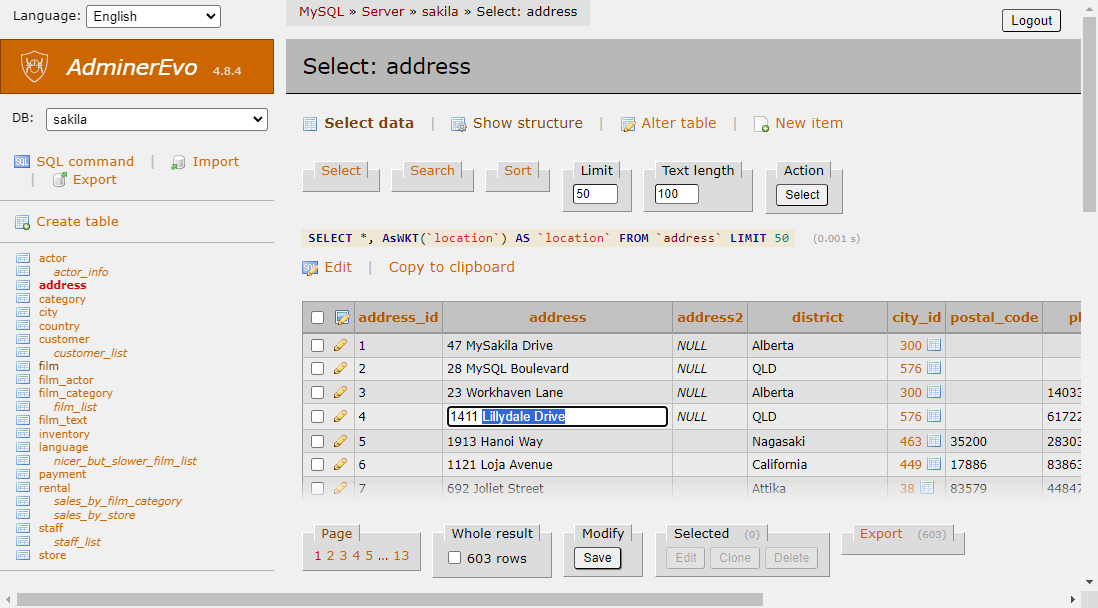 Language: English
MySQL » Server » sakila » Select: address
Logout
AdminerEvo 4.8.4
Select: address
DB: sakila
SQL command | Import
| Export
Create table
actor
actor_info
address
category
city
country
customer
customer_list
film
film_actor
film_category
film_list
film_text
inventory
language
nicer_but_slower_film_list
payment
rental
sales_by_film_category
sales_by_store
staff
staff_list
store
Select data | Show structure | Alter table | New item
Select Search Sort Limit Text length Action
50 100 Select
SELECT *, AsWKT(`location`) AS `location` FROM `address` LIMIT 50 (0.001 s)
Edit | Copy to clipboard
address_id address address2 district city_id postal_code
1 47 MySakila Drive NULL Alberta 300
2 28 MySQL Boulevard NULL QLD 576
3 23 Workhaven Lane NULL Alberta 300 14033
4 1411 Lillydale Drive NULL QLD 576 61722
5 1913 Hanoi Way Nagasaki 463 35200 28303
6 1121 Loja Avenue California 449 17886 83863
7 692 Joliet Street Attika 38 83579 44847
Page Whole result Modify Selected (0) Export (603)
1 2 3 4 5 ... 13 603 rows Save Edit Clone Delete